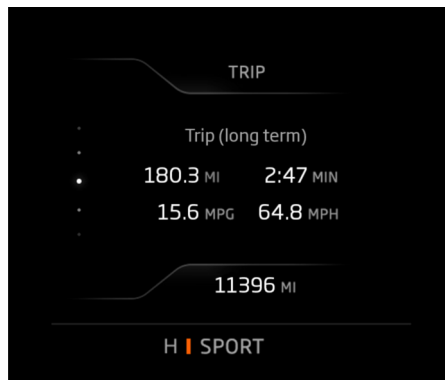 TRIP
Trip (long term)
180.3 MI 2:47 MIN
15.6 MPG 64.8 MPH
11396 MI
H SPORT